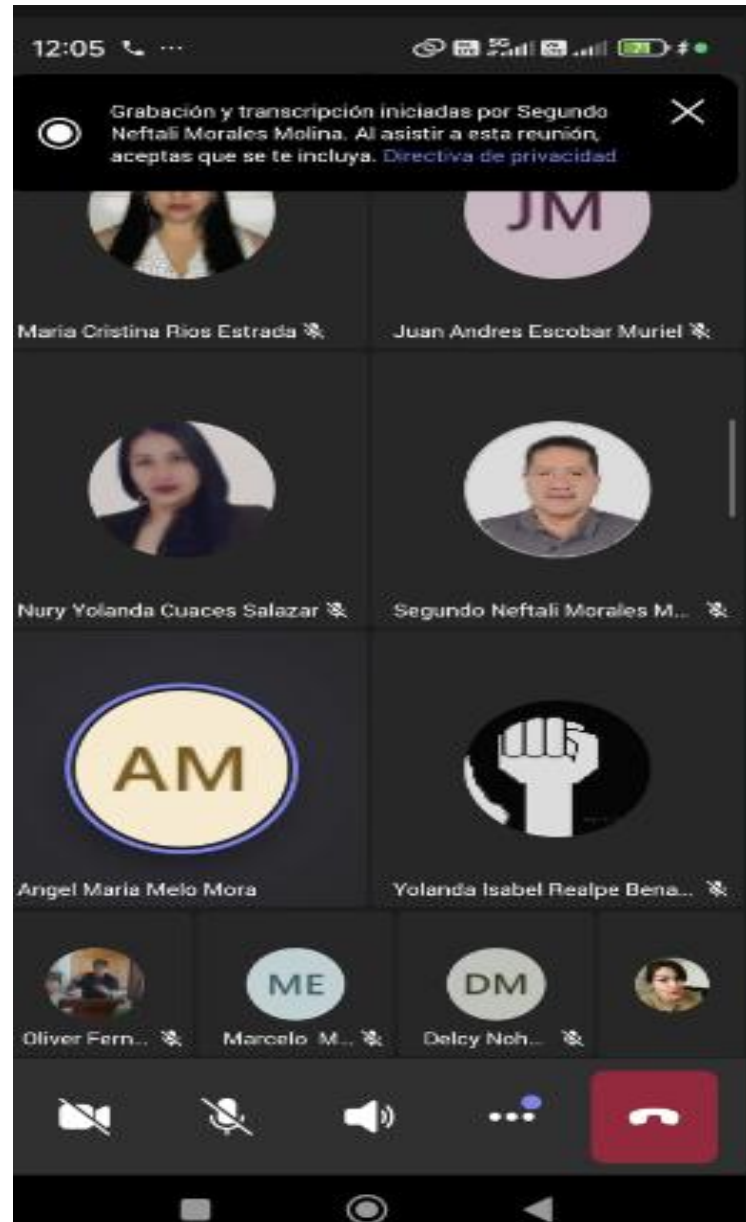 12:05
5G
71
Grabación y transcripción iniciadas por Segundo
Neftali Morales Molina. Al asistir a esta reunión,
aceptas que se te incluya. Directiva de privacidad
JM
Maria Cristina Rios Estrada
Juan Andres Escobar Muriel
Nury Yolanda Cuaces Salazar
Segundo Neftali Morales M...
AM
Angel Maria Melo Mora
Yolanda Isabel Realpe Bena...
ME
DM
Oliver Fern...
Marcelo M...
Delcy Noh...